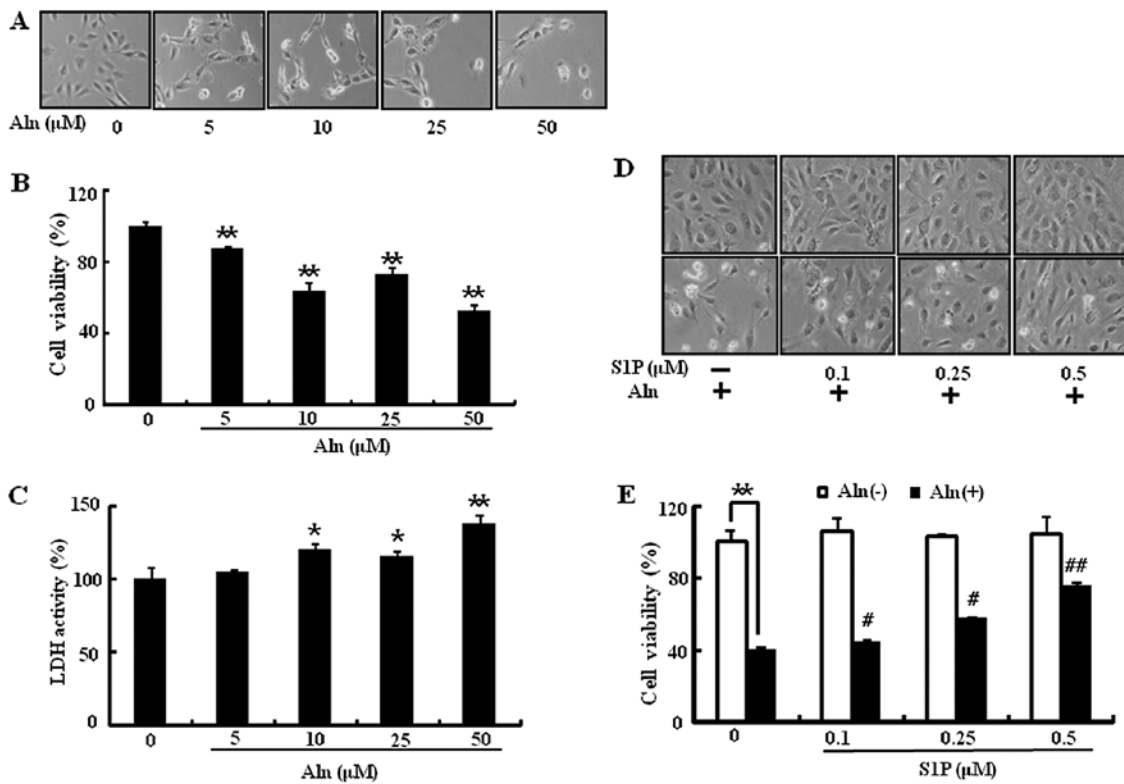 A
Aln (μM) 0 5 10 25 50
B
Cell viability (%)
120
80
40
0
** ** ** **
0 5 10 25 50
Aln (μM)
C
LDH activity (%)
150
100
50
0
* * **
0 5 10 25 50
Aln (μM)
D
S1P (μM) − 0.1 0.25 0.5
Aln + + + +
E
Aln(-) Aln(+)
Cell viability (%)
120
80
40
0
** # # ##
0 0.1 0.25 0.5
S1P (μM)